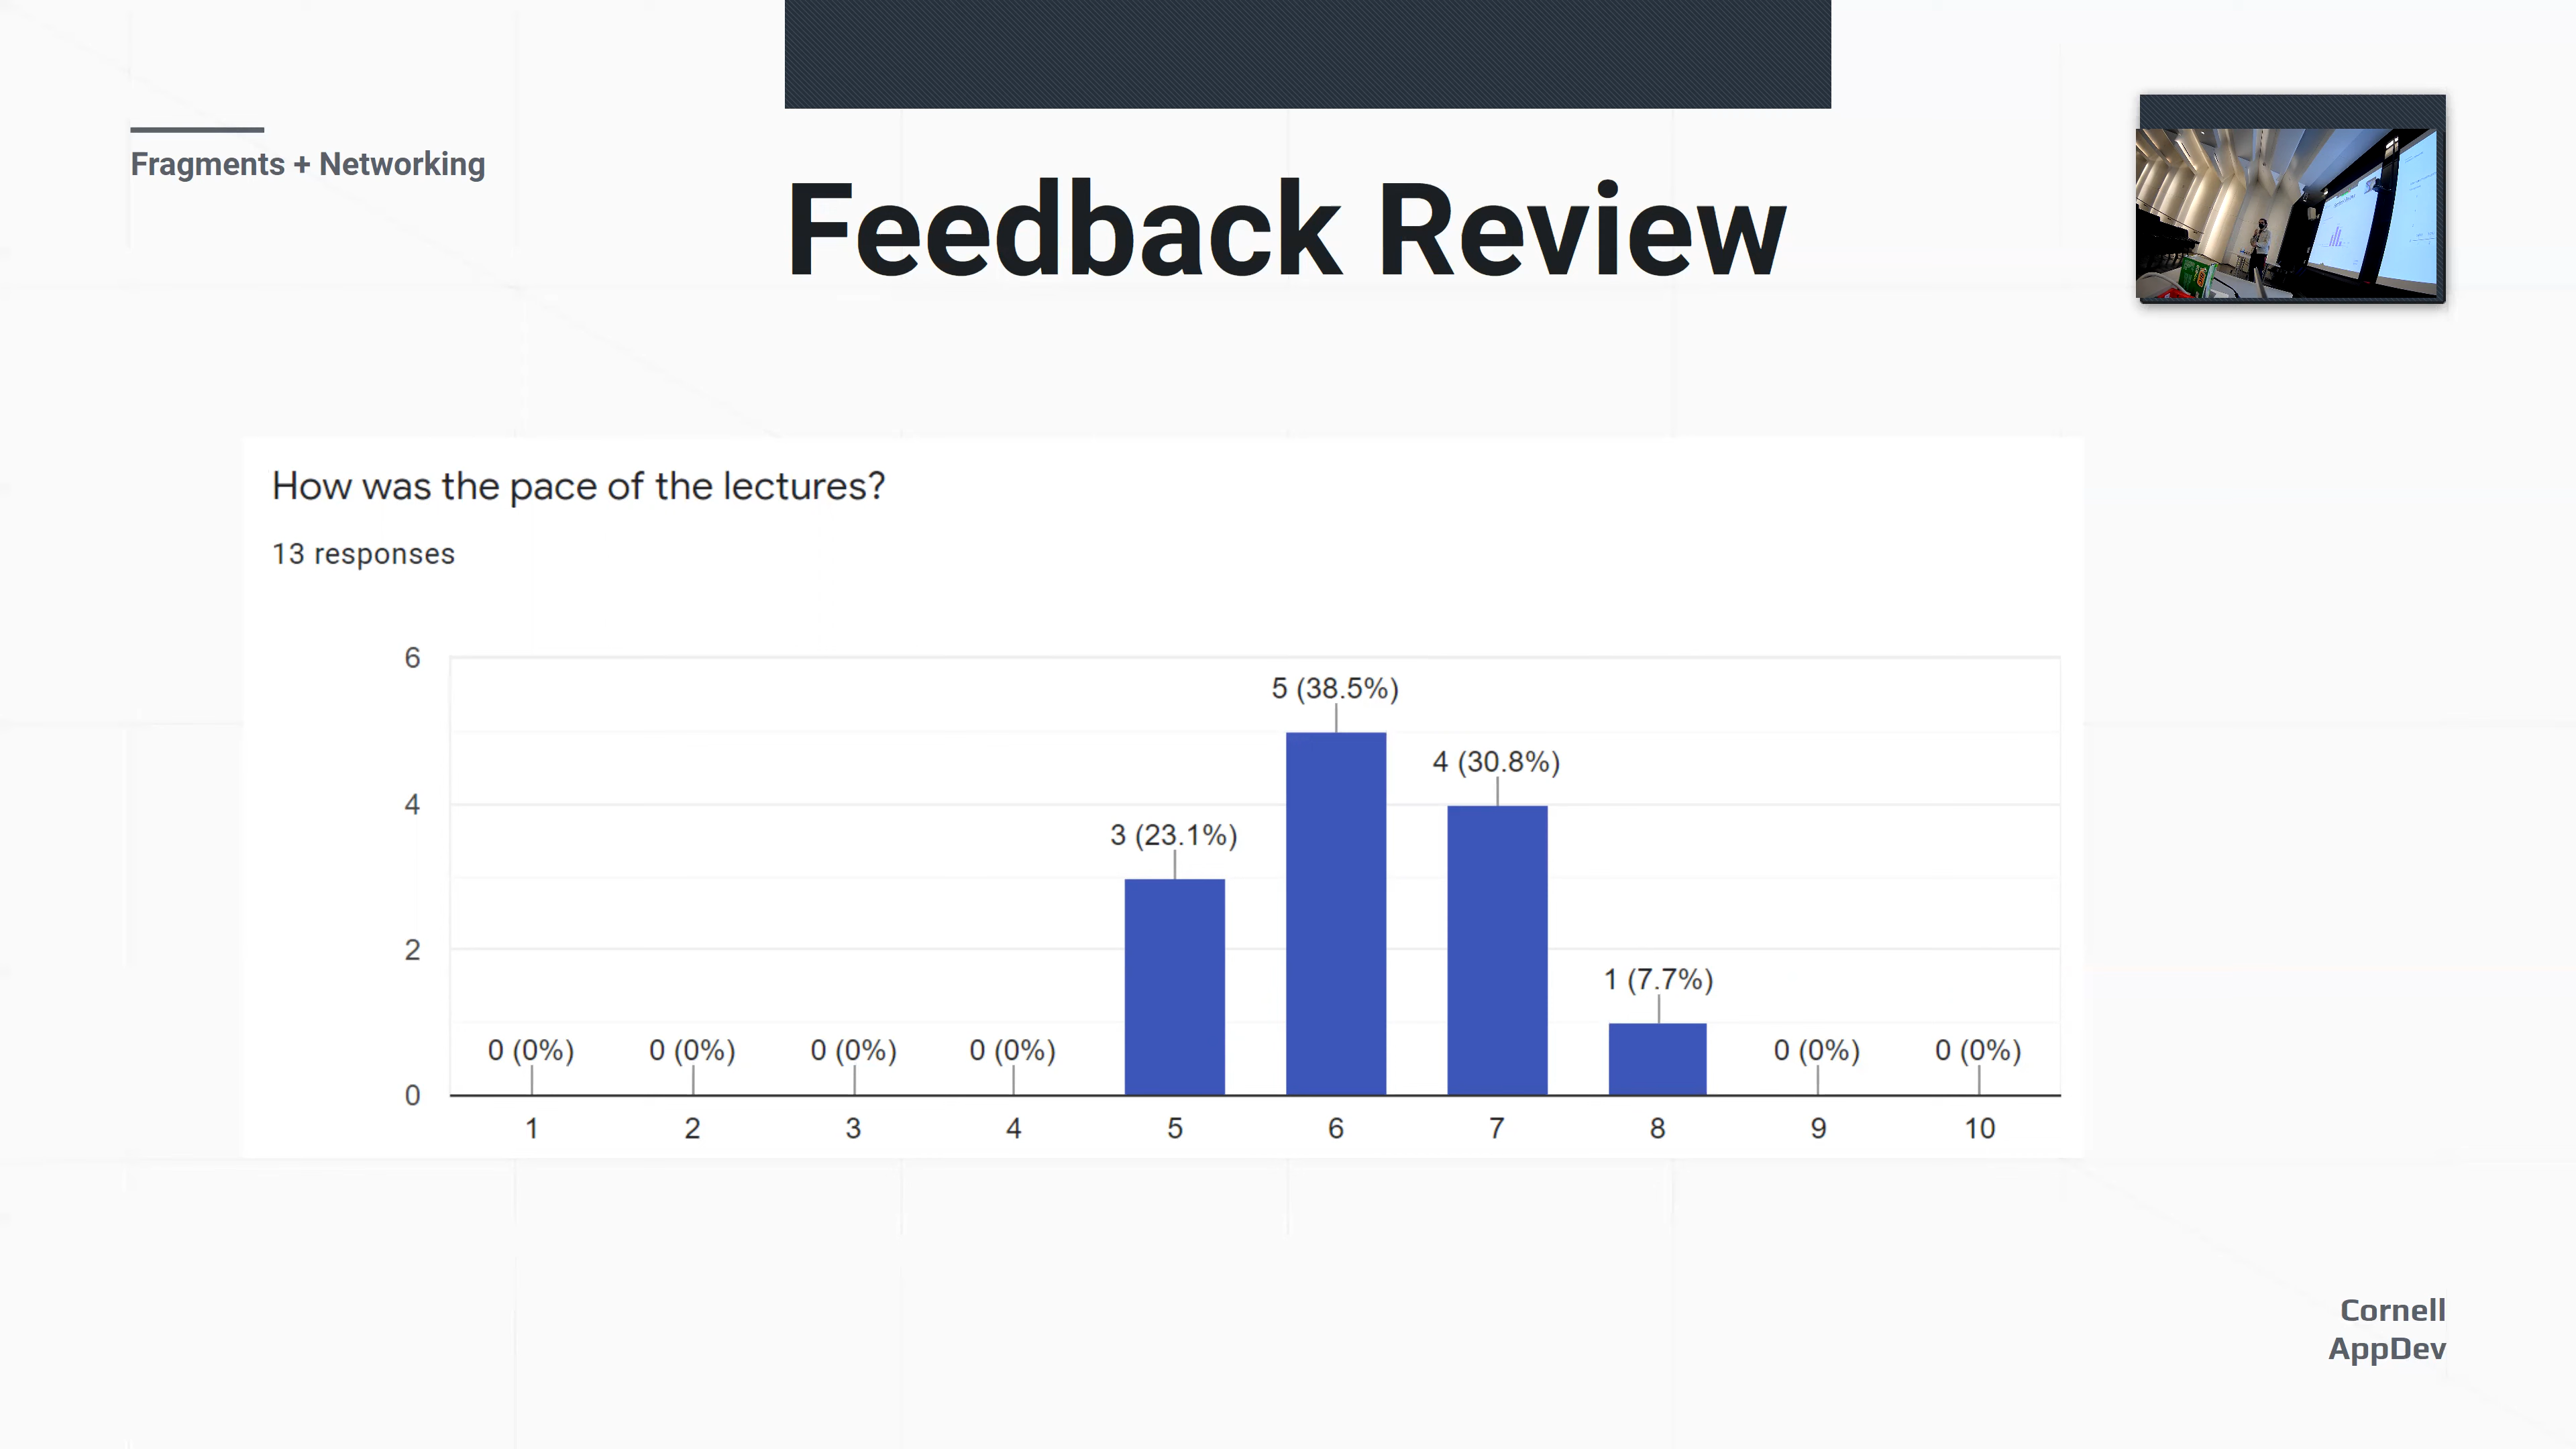 Fragments + Networking
Feedback Review
How was the pace of the lectures?
13 responses
6
4
2
0
0 (0%)
0 (0%)
0 (0%)
0 (0%)
3 (23.1%)
5 (38.5%)
4 (30.8%)
1 (7.7%)
0 (0%)
0 (0%)
1 2 3 4 5 6 7 8 9 10
Cornell
AppDev